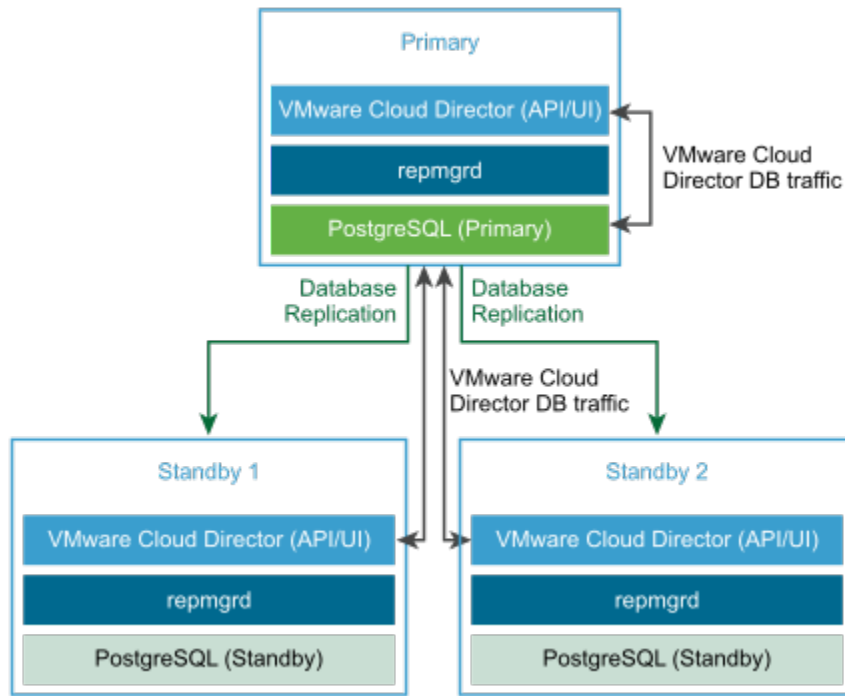 Primary
VMware Cloud Director (API/UI)
repmgrd
PostgreSQL (Primary)
VMware Cloud
Director DB traffic
Database
Replication
Database
Replication
VMware Cloud
Director DB traffic
Standby 1
VMware Cloud Director (API/UI)
repmgrd
PostgreSQL (Standby)
Standby 2
VMware Cloud Director (API/UI)
repmgrd
PostgreSQL (Standby)